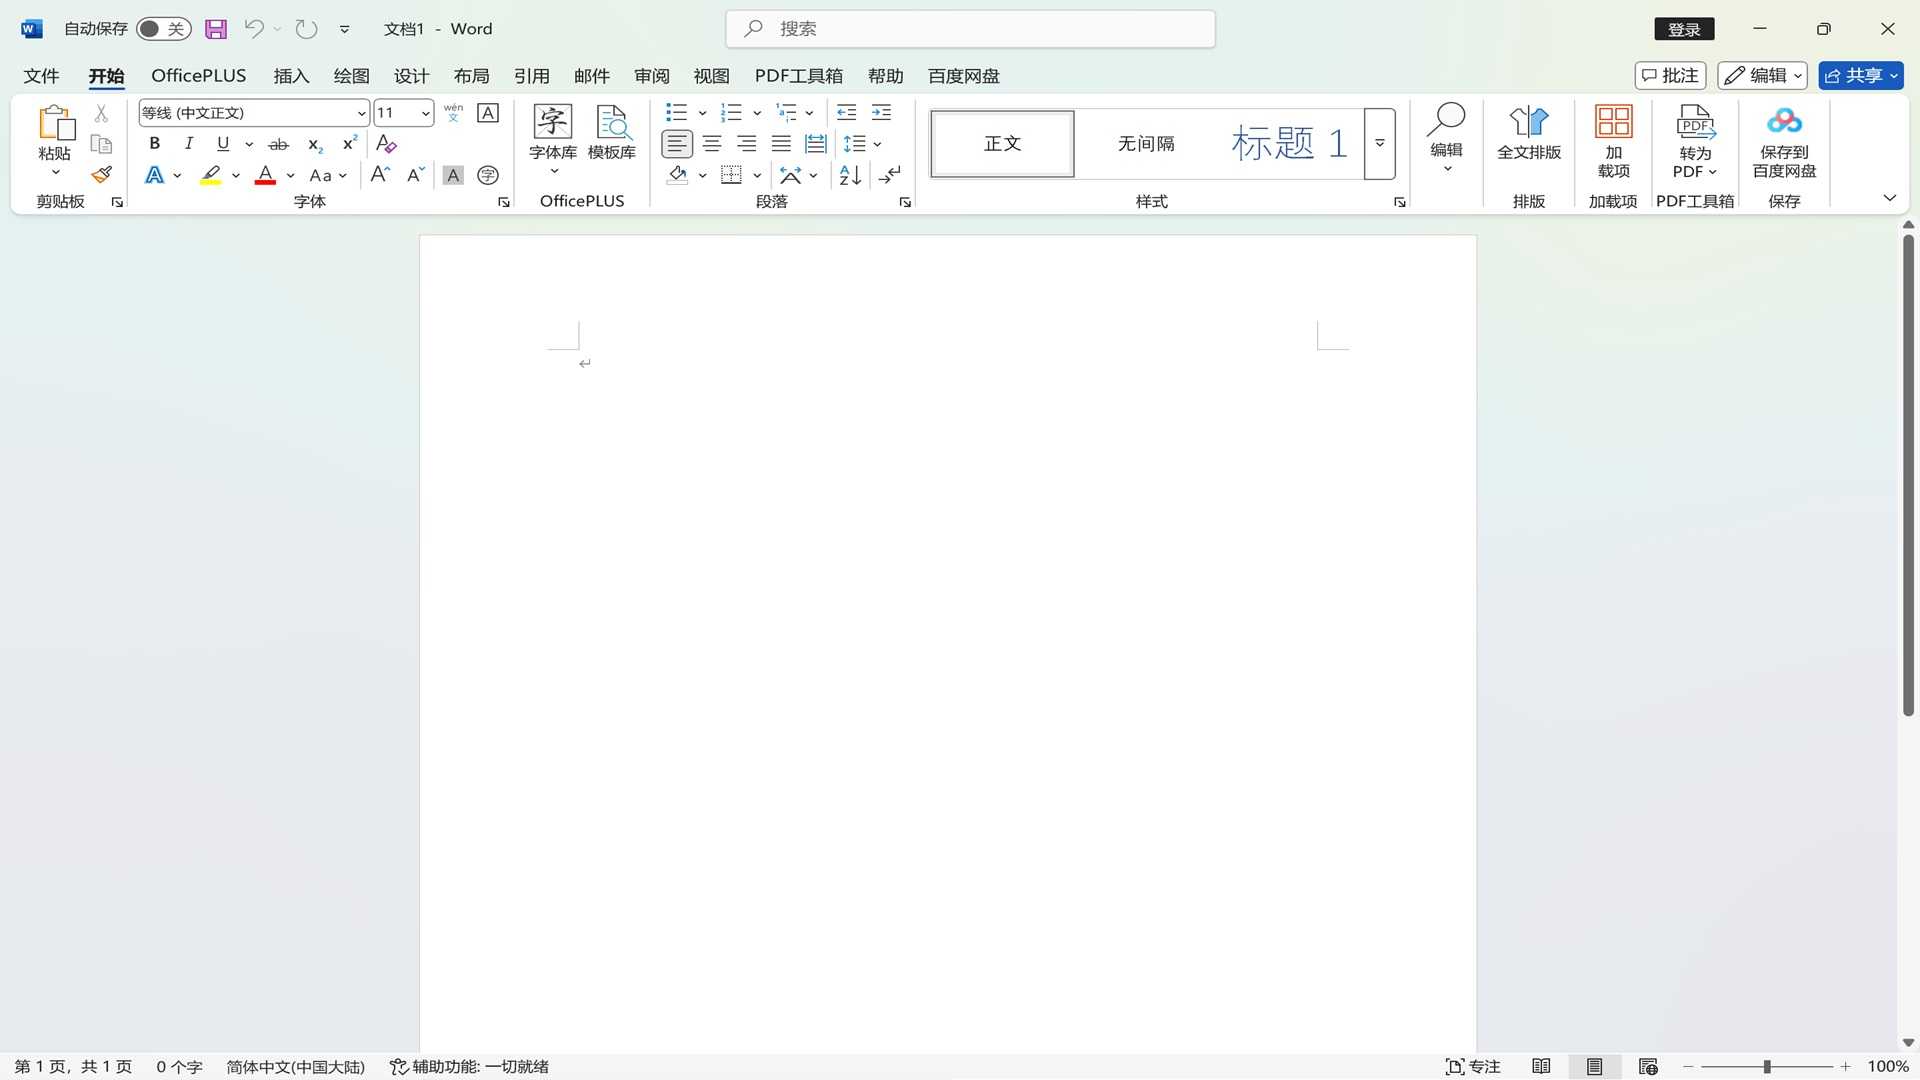 自动保存 关 文档1 - Word 搜索 登录
文件 开始 OfficePLUS 插入 绘图 设计 布局 引用 邮件 审阅 视图 PDF工具箱 帮助 百度网盘 批注 编辑 共享
等线 (中文正文) 11 wén 文 A
粘贴
B I U ab x₂ x² A
A A Aa A A A 字
剪贴板 字体
字 字体库 模板库
OfficePLUS
段落
正文 无间隔 标题 1
样式
编辑
全文排版
排版
加
载项
加载项
PDF
转为
PDF
PDF工具箱
保存到
百度网盘
保存
第 1 页，共 1 页 0 个字 简体中文(中国大陆) 辅助功能: 一切就绪 专注 100%